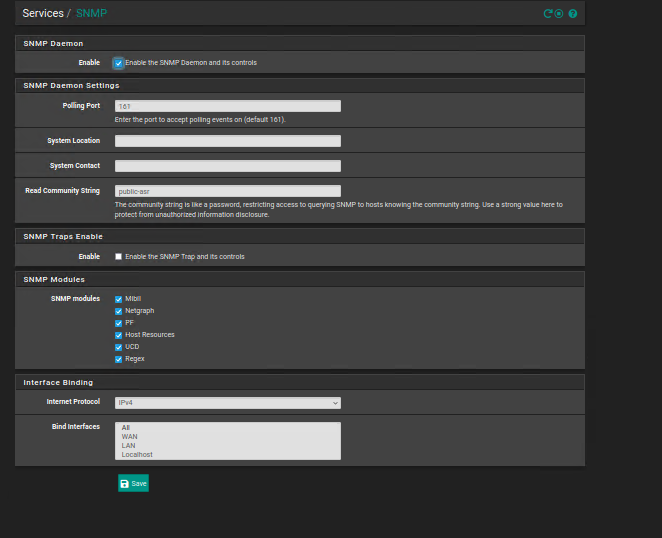 Services / SNMP
SNMP Daemon
Enable
Enable the SNMP Daemon and its controls
SNMP Daemon Settings
Polling Port
161
Enter the port to accept polling events on (default 161).
System Location
System Contact
Read Community String
public-asr
The community string is like a password, restricting access to querying SNMP to hosts knowing the community string. Use a strong value here to
protect from unauthorized information disclosure.
SNMP Traps Enable
Enable
Enable the SNMP Trap and its controls
SNMP Modules
SNMP modules
MibII
Netgraph
PF
Host Resources
UCD
Regex
Interface Binding
Internet Protocol
IPv4
Bind Interfaces
All
WAN
LAN
Localhost
Save